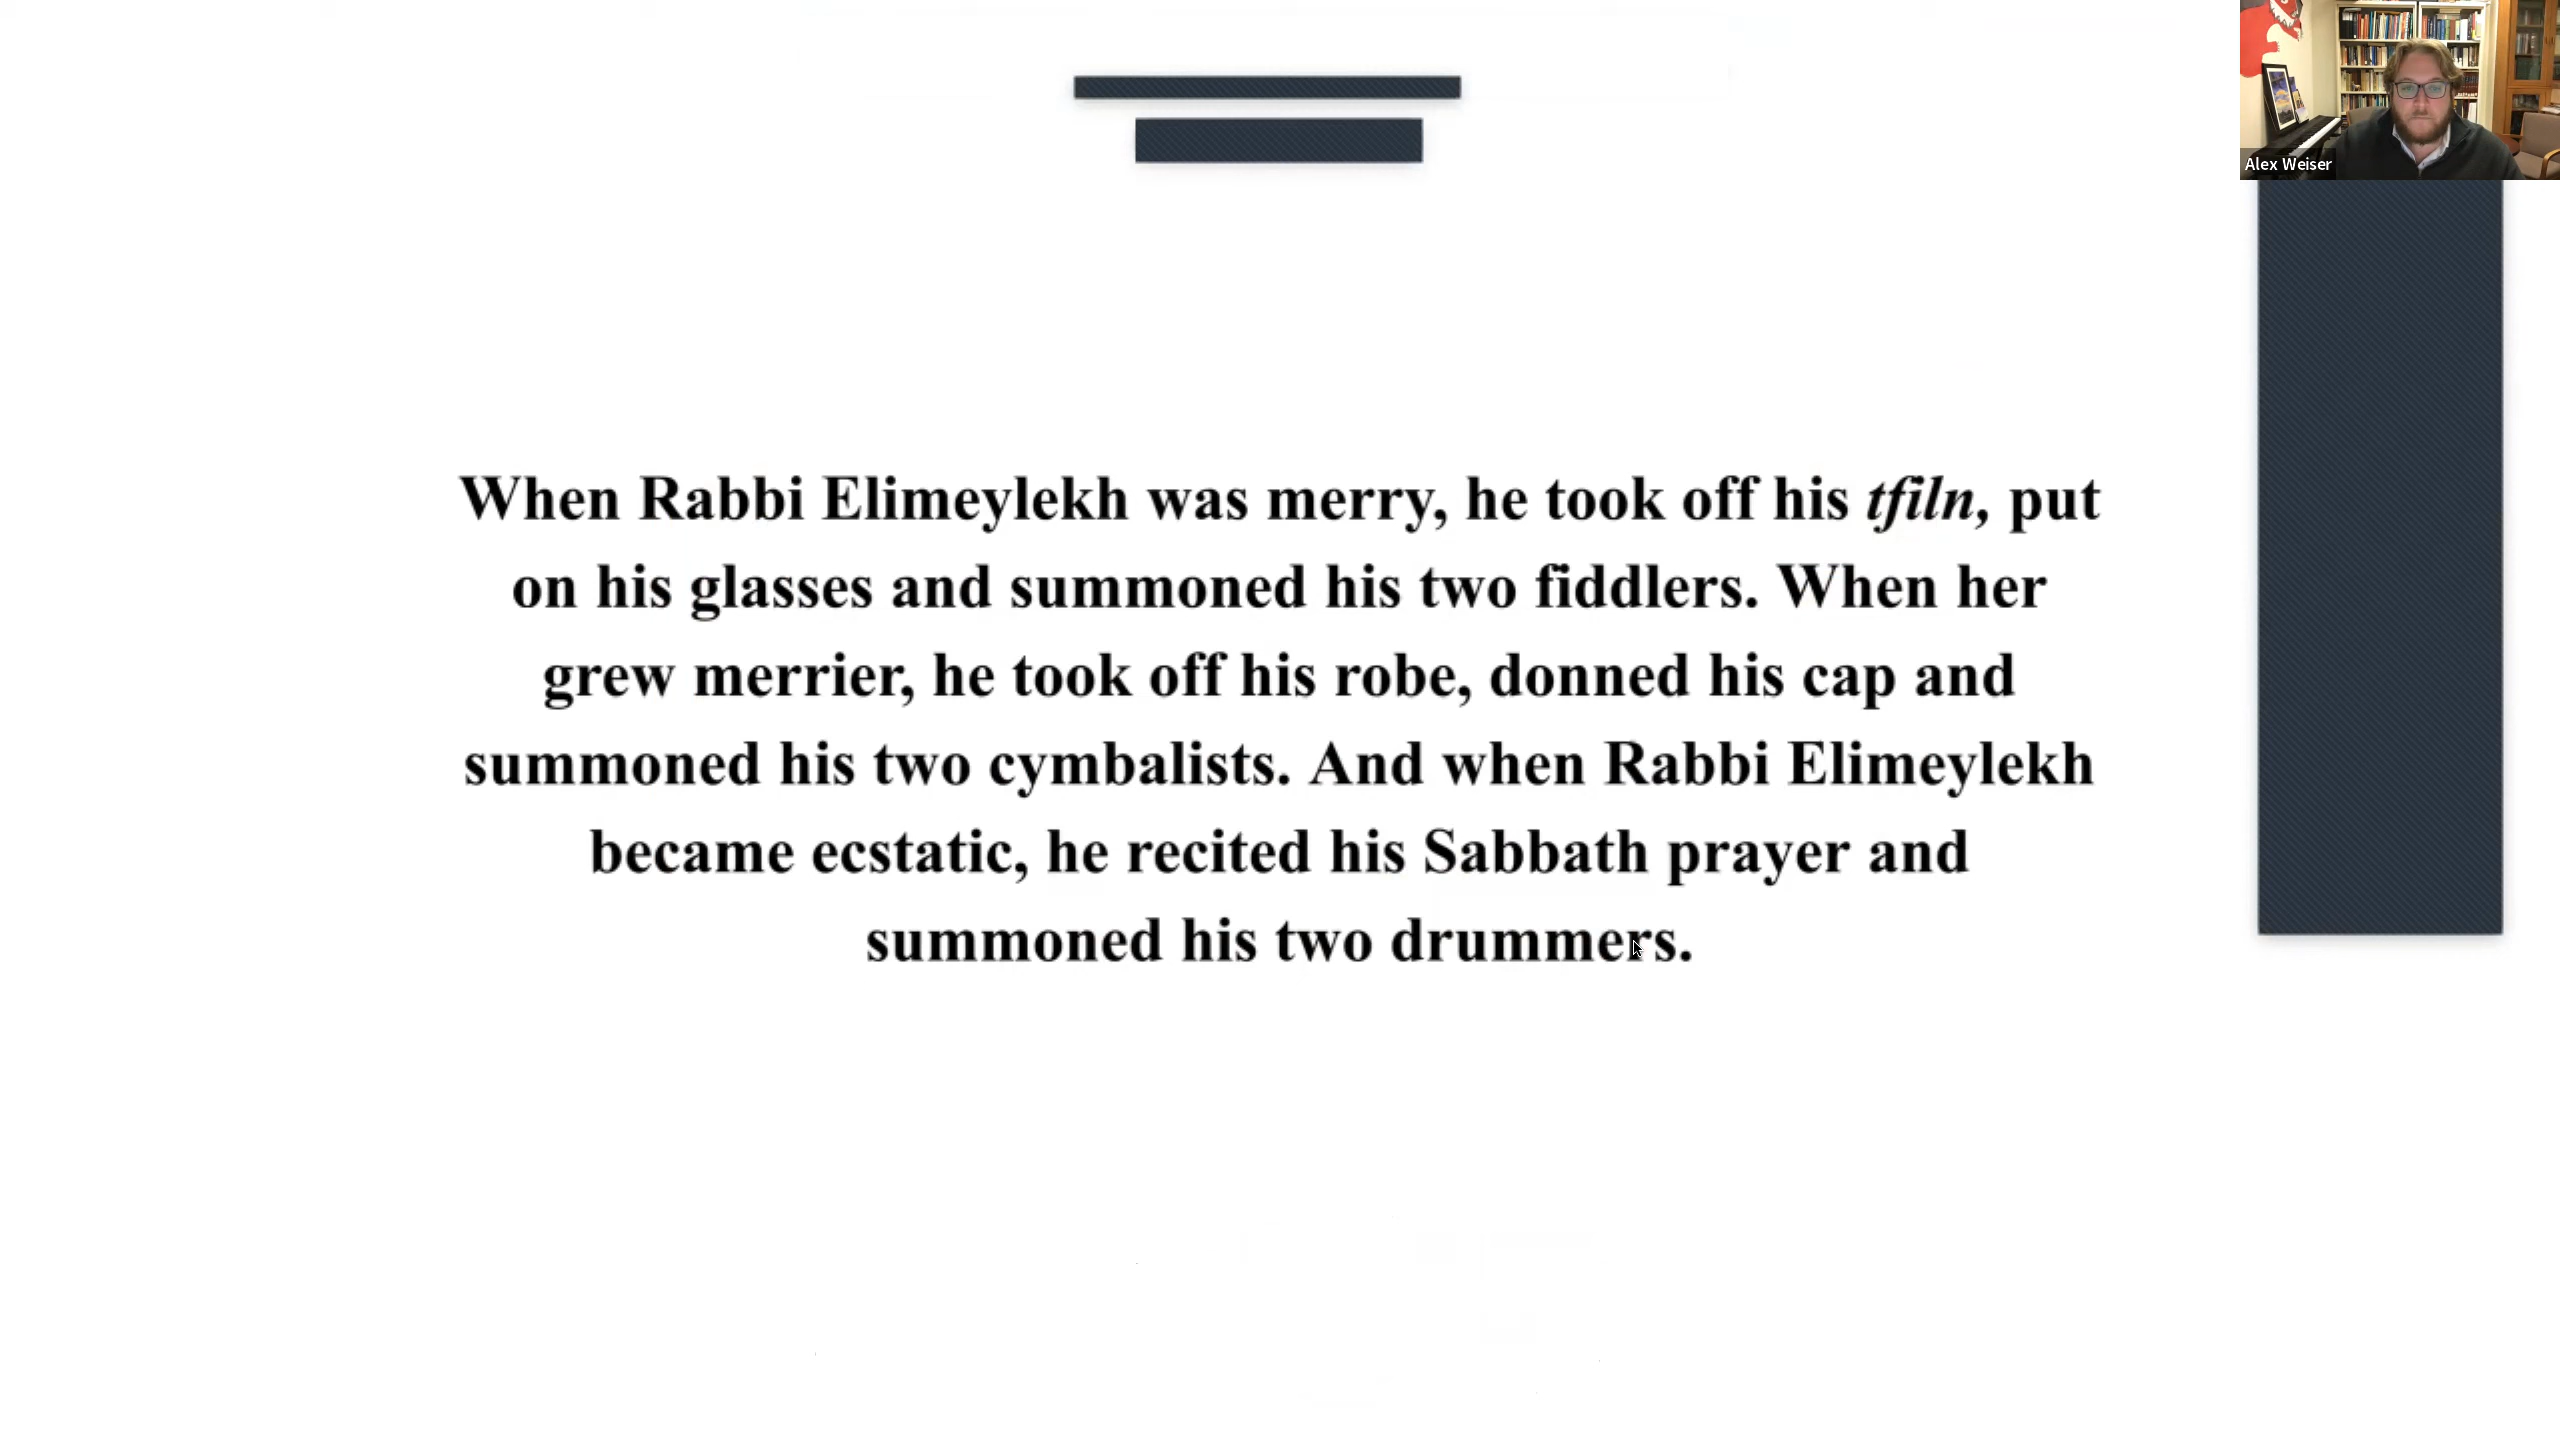 Alex Weiser
When Rabbi Elimeylekh was merry, he took off his tfiln, put
on his glasses and summoned his two fiddlers. When her
grew merrier, he took off his robe, donned his cap and
summoned his two cymbalists. And when Rabbi Elimeylekh
became ecstatic, he recited his Sabbath prayer and
summoned his two drummers.